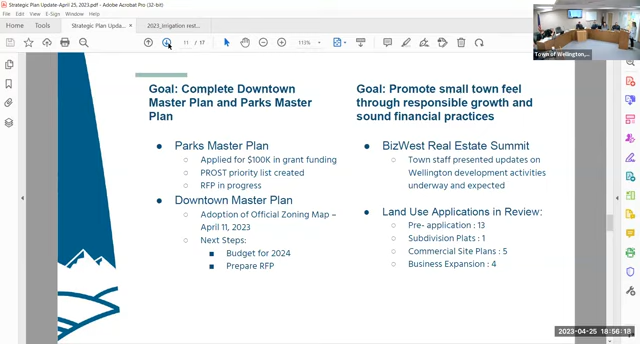 Strategic Plan Update-April 25, 2023.pdf - Adobe Acrobat Pro (32-bit)
File Edit View E-Sign Window Help
Home Tools Strategic Plan Upda... × 2023_Irrigation rest...
11 / 17 113%
Town of Wellington,...
Goal: Complete Downtown
Master Plan and Parks Master
Plan
● Parks Master Plan
○ Applied for $100K in grant funding
○ PROST priority list created
○ RFP in progress
● Downtown Master Plan
○ Adoption of Official Zoning Map –
April 11, 2023
○ Next Steps:
■ Budget for 2024
■ Prepare RFP
Goal: Promote small town feel
through responsible growth and
sound financial practices
● BizWest Real Estate Summit
○ Town staff presented updates on
Wellington development activities
underway and expected
● Land Use Applications in Review:
○ Pre- application : 13
○ Subdivision Plats : 1
○ Commercial Site Plans : 5
○ Business Expansion : 4
2023-04-25 18:56:18